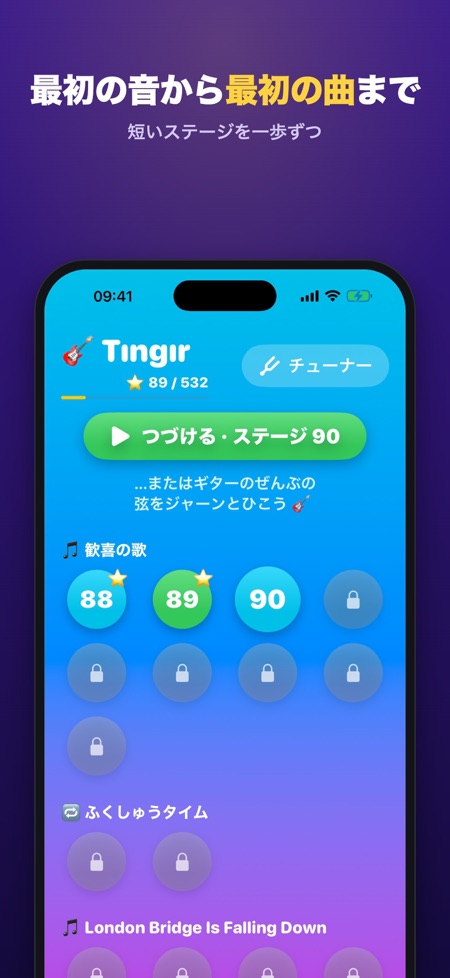 最初の音から最初の曲まで
短いステージを一歩ずつ
09:41
Tıngır
89 / 532
チューナー
つづける · ステージ 90
...またはギターのぜんぶの
弦をジャーンとひこう
歓喜の歌
88
89
90
ふくしゅうタイム
London Bridge Is Falling Down